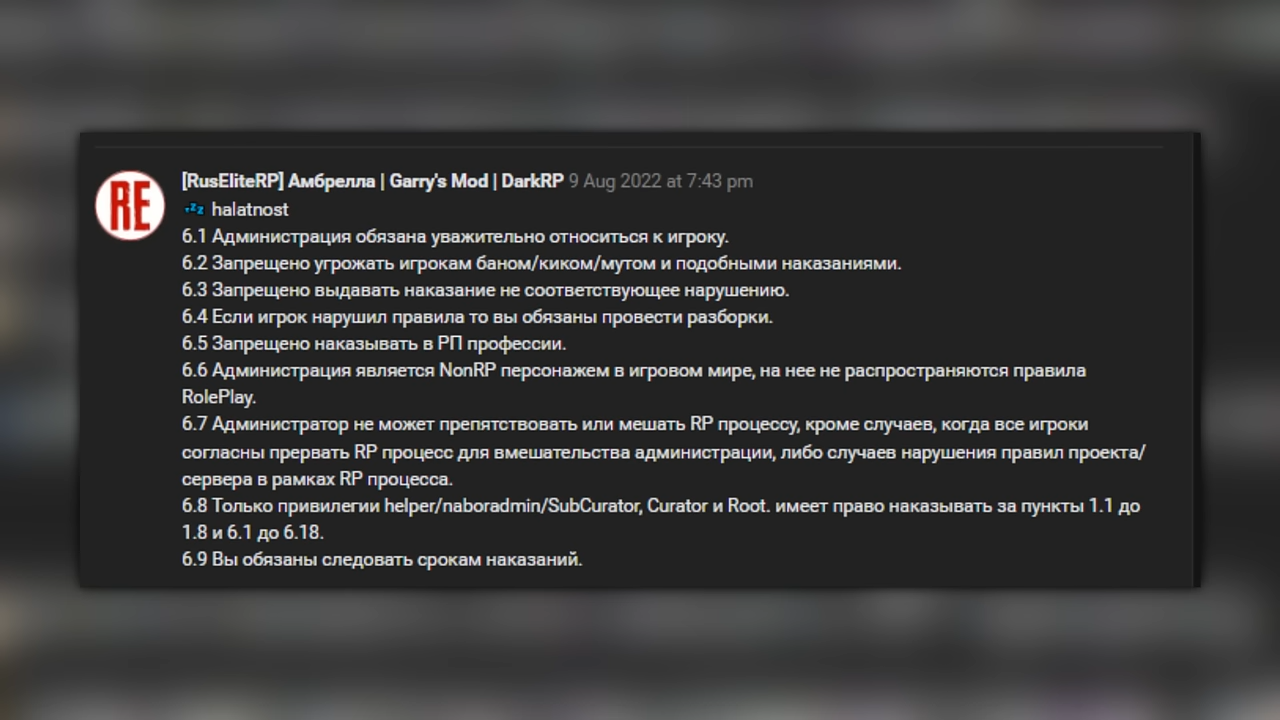 RE
[RusEliteRP] Амбрелла | Garry's Mod | DarkRP 9 Aug 2022 at 7:43 pm
💤 halatnost
6.1 Администрация обязана уважительно относиться к игроку.
6.2 Запрещено угрожать игрокам баном/киком/мутом и подобными наказаниями.
6.3 Запрещено выдавать наказание не соответствующее нарушению.
6.4 Если игрок нарушил правила то вы обязаны провести разборки.
6.5 Запрещено наказывать в РП профессии.
6.6 Администрация является NonRP персонажем в игровом мире, на нее не распространяются правила
RolePlay.
6.7 Администратор не может препятствовать или мешать RP процессу, кроме случаев, когда все игроки
согласны прервать RP процесс для вмешательства администрации, либо случаев нарушения правил проекта/
сервера в рамках RP процесса.
6.8 Только привилегии helper/naboradmin/SubCurator, Curator и Root. имеет право наказывать за пункты 1.1 до
1.8 и 6.1 до 6.18.
6.9 Вы обязаны следовать срокам наказаний.